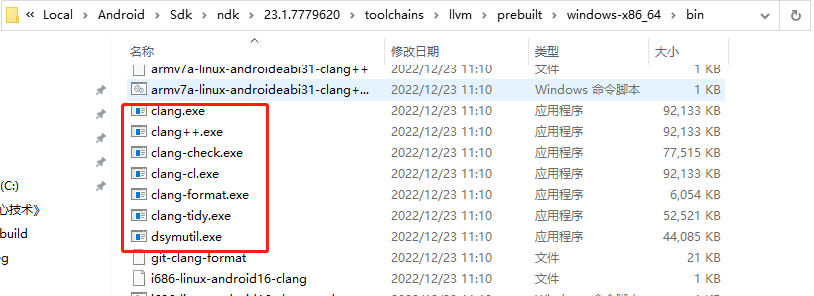 « Local > Android > Sdk > ndk > 23.1.7779620 > toolchains > llvm > prebuilt > windows-x86_64 > bin
名称 修改日期 类型 大小
armv7a-linux-androideabi31-clang++ 2022/12/23 11:10 文件 1 KB
armv7a-linux-androideabi31-clang+... 2022/12/23 11:10 Windows 命令脚本 1 KB
clang.exe 2022/12/23 11:10 应用程序 92,133 KB
clang++.exe 2022/12/23 11:10 应用程序 92,133 KB
clang-check.exe 2022/12/23 11:10 应用程序 77,515 KB
clang-cl.exe 2022/12/23 11:10 应用程序 92,133 KB
(C:) clang-format.exe 2022/12/23 11:10 应用程序 6,054 KB
心技术》 clang-tidy.exe 2022/12/23 11:10 应用程序 52,521 KB
build dsymutil.exe 2022/12/23 11:10 应用程序 44,085 KB
eg git-clang-format 2022/12/23 11:10 文件 21 KB
i686-linux-android16-clang 2022/12/23 11:10 文件 1 KB